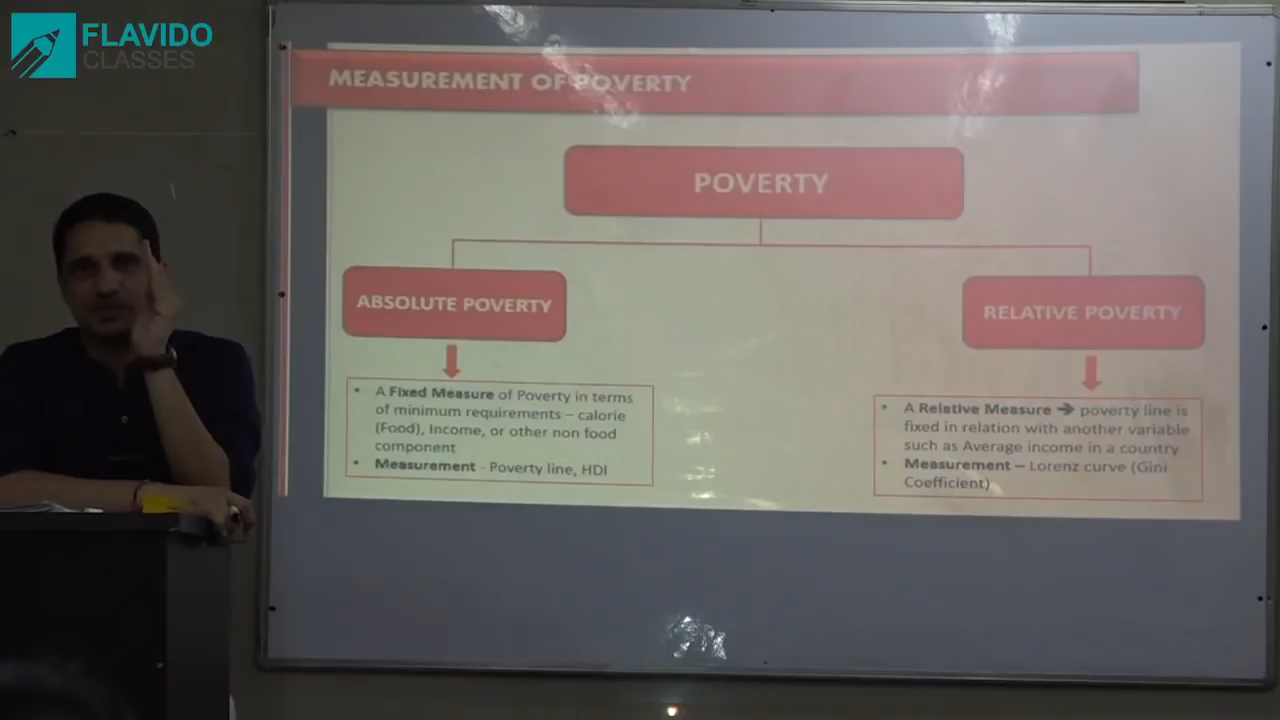 FLAVIDO
CLASSES
MEASUREMENT OF POVERTY
POVERTY
ABSOLUTE POVERTY
• A Fixed Measure of Poverty in terms
of minimum requirements – calorie
(Food), Income, or other non food
component
• Measurement - Poverty line, HDI
RELATIVE POVERTY
• A Relative Measure ➔ poverty line is
fixed in relation with another variable
such as Average income in a country
• Measurement – Lorenz curve (Gini
Coefficient)